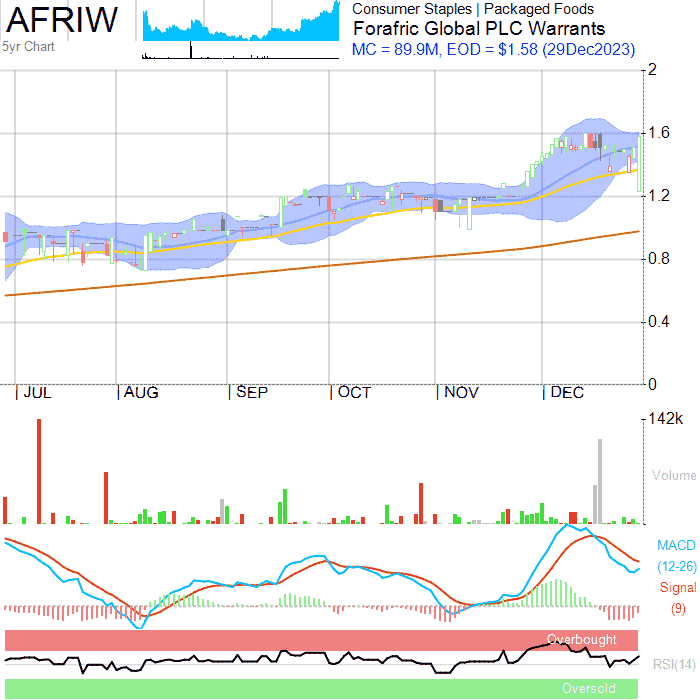 AFRIW
5yr Chart
Consumer Staples | Packaged Foods
Forafric Global PLC Warrants
MC = 89.9M, EOD = $1.58 (29Dec2023)
2
1.6
1.2
0.8
0.4
0
JUL AUG SEP OCT NOV DEC
142k
Volume
MACD
(12-26)
Signal
(9)
Overbought
RSI(14)
Oversold